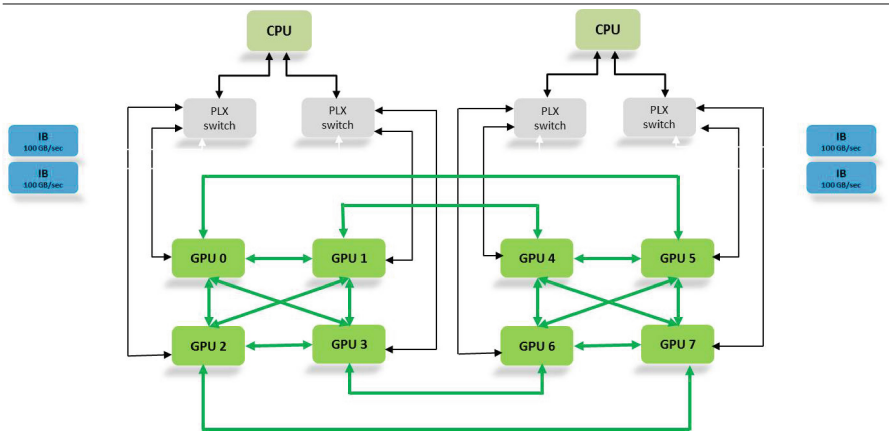 CPU
CPU
PLX
switch
PLX
switch
PLX
switch
PLX
switch
IB
100 GB/sec
IB
100 GB/sec
IB
100 GB/sec
IB
100 GB/sec
GPU 0
GPU 1
GPU 4
GPU 5
GPU 2
GPU 3
GPU 6
GPU 7